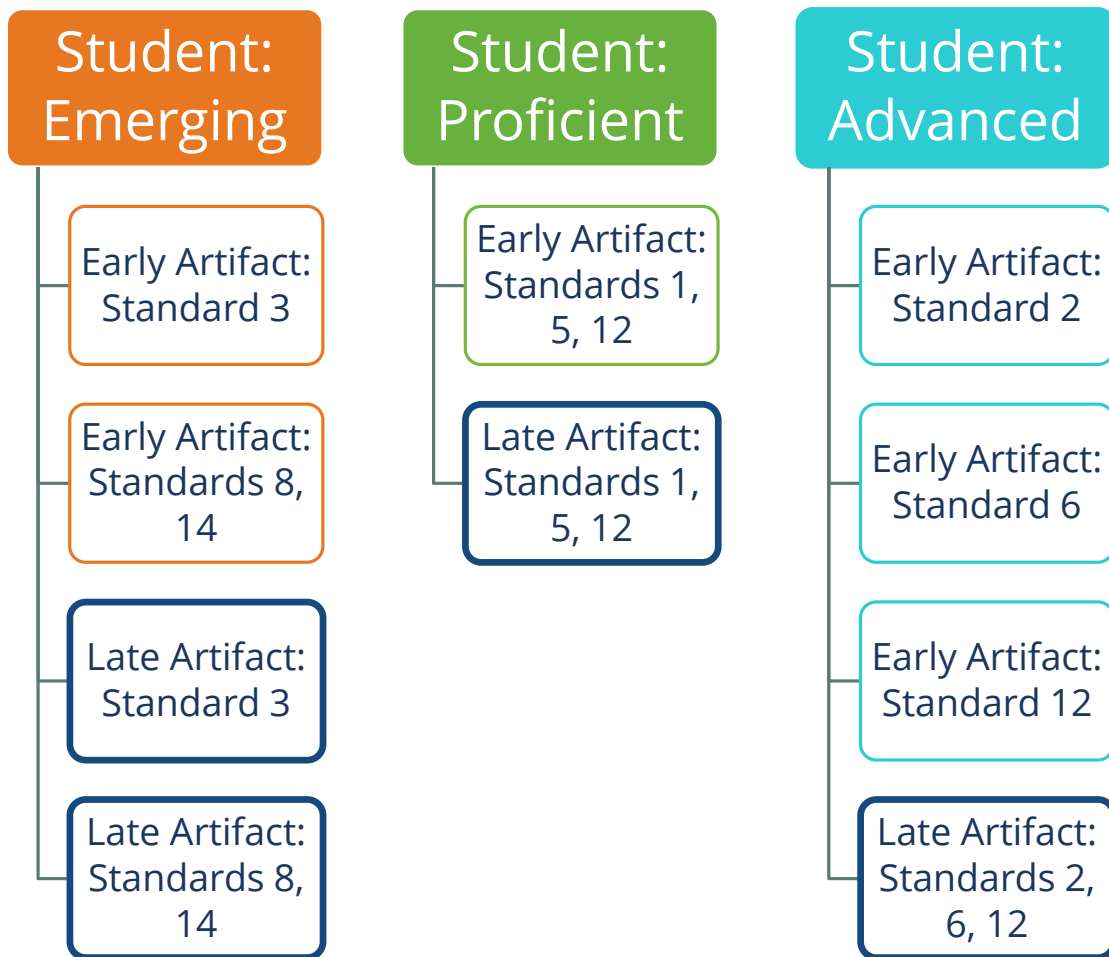 Student:
Emerging
Early Artifact:
Standard 3
Early Artifact:
Standards 8,
14
Late Artifact:
Standard 3
Late Artifact:
Standards 8,
14
Student:
Proficient
Early Artifact:
Standards 1,
5, 12
Late Artifact:
Standards 1,
5, 12
Student:
Advanced
Early Artifact:
Standard 2
Early Artifact:
Standard 6
Early Artifact:
Standard 12
Late Artifact:
Standards 2,
6, 12